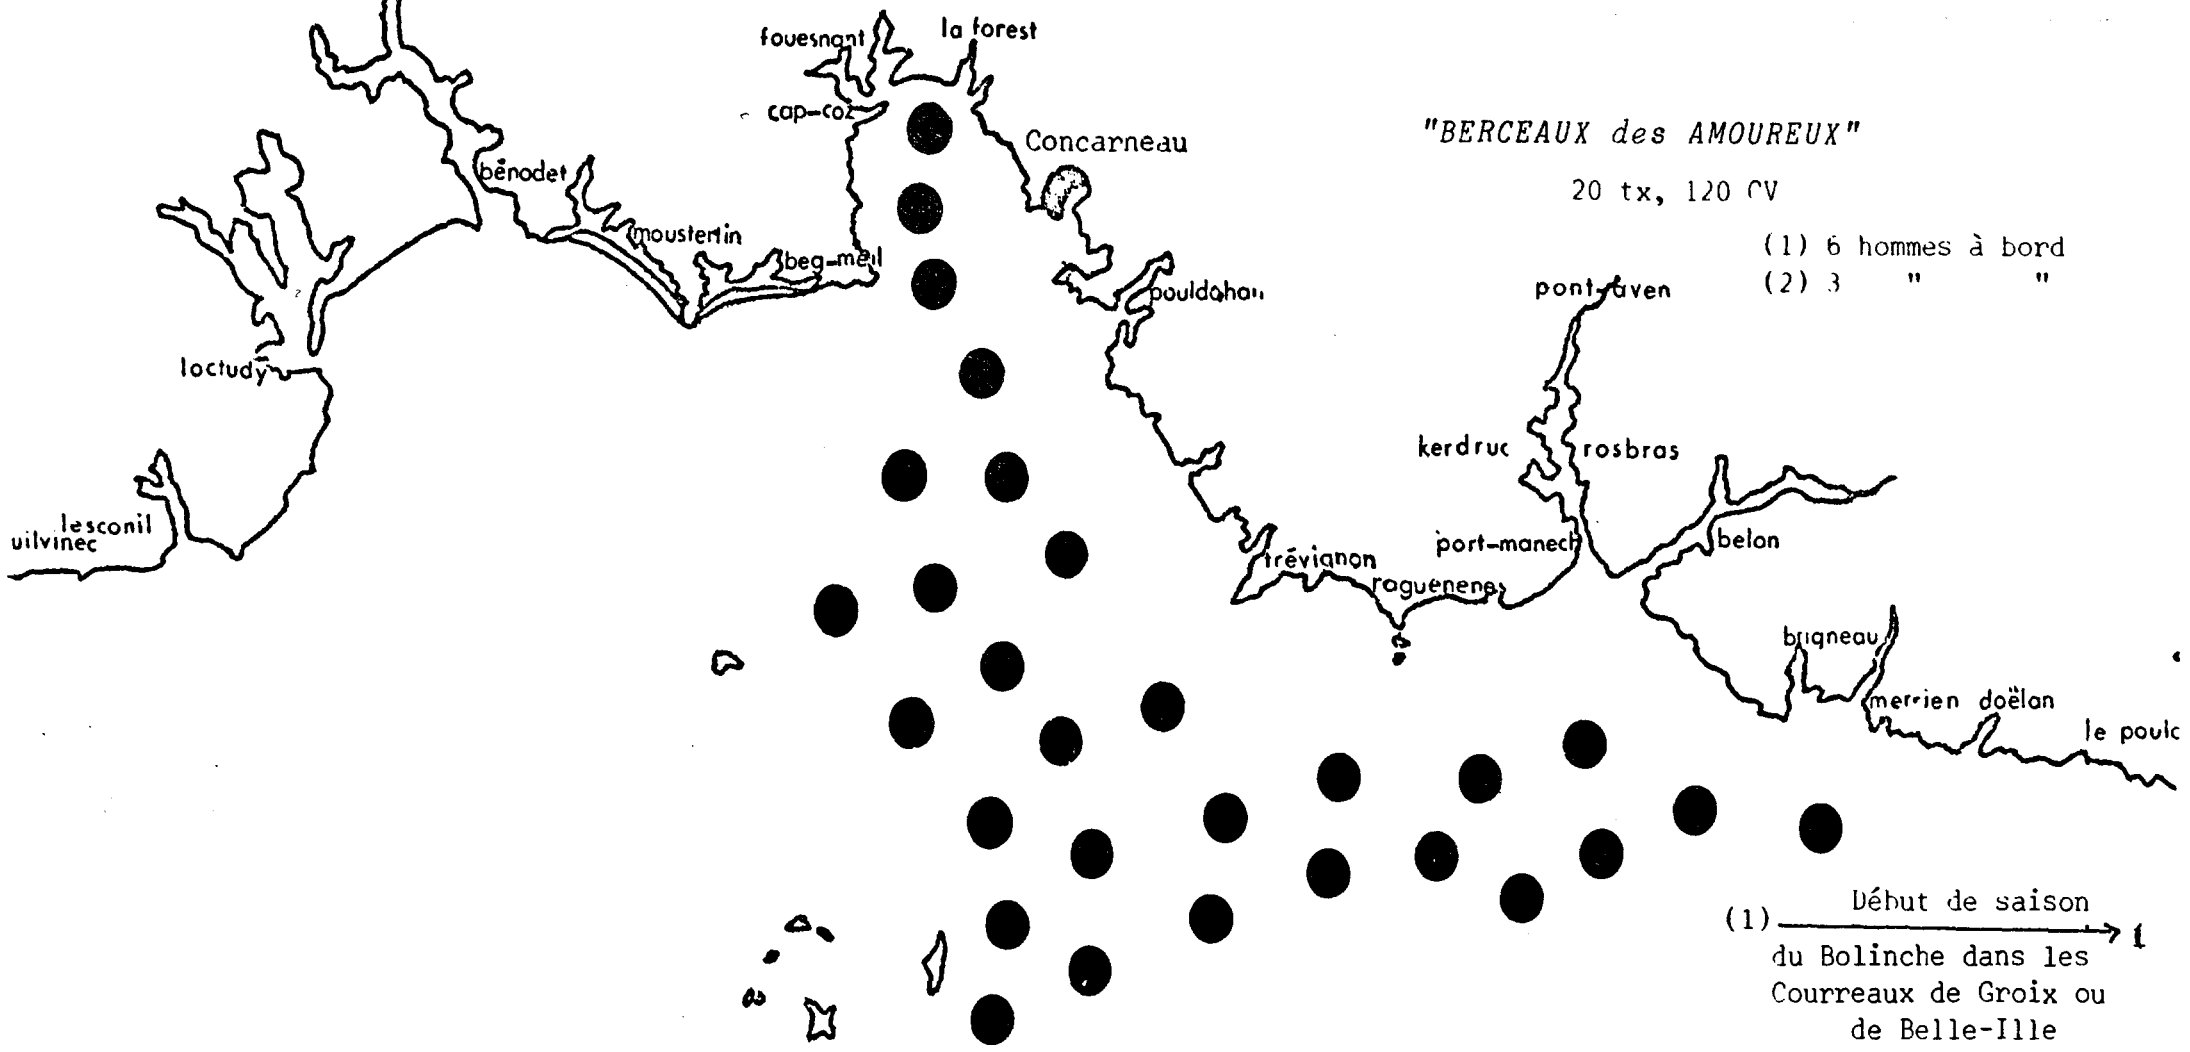 fouesnant
la forest
cap-coz
Concarneau
"BERCEAUX des AMOUREUX"
20 tx, 120 CV
(1) 6 hommes à bord
(2) 3 " "
bénodet
mousterlin
beg-meil
pouldohan
pont-aven
loctudy
kerdruc
rosbras
lesconil
uilvinec
port-manech
belon
trévignon
raguenenes
brigneau
merrien
doëlan
le poulc
(1) Début de saison
du Bolinche dans les
Courreaux de Groix ou
de Belle-Ille